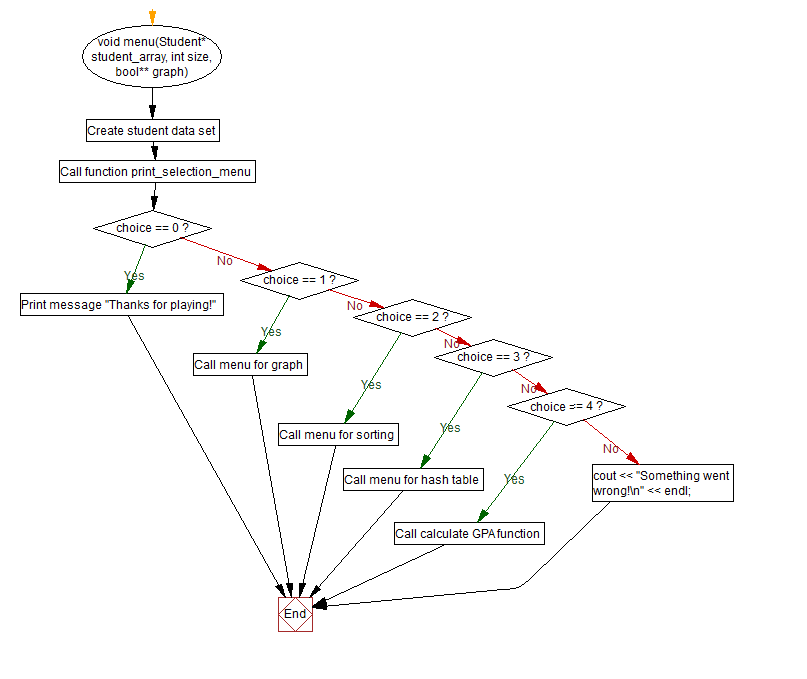 void menu(Student*
student_array, int size,
bool** graph)
Create student data set
Call function print_selection_menu
choice == 0 ?
Yes
No
Print message "Thanks for playing!"
choice == 1 ?
Yes
No
Call menu for graph
choice == 2 ?
Yes
No
Call menu for sorting
choice == 3 ?
Yes
No
Call menu for hash table
choice == 4 ?
Yes
No
Call calculate GPA function
cout << "Something went
wrong!\n" << endl;
End